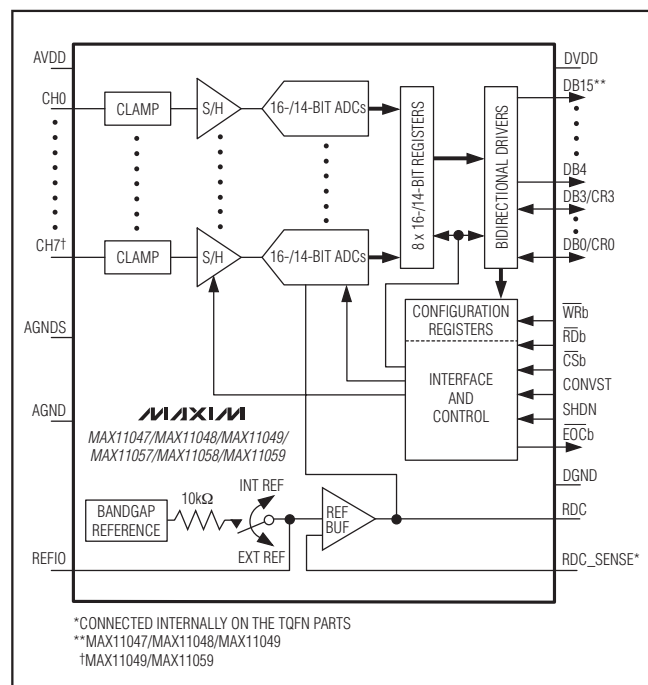 AVDD
DVDD
CH0
CLAMP
S/H
16-/14-BIT ADCs
8 x 16-/14-BIT REGISTERS
BIDIRECTIONAL DRIVERS
DB15**
DB4
DB3/CR3
DB0/CR0
CH7†
CLAMP
S/H
16-/14-BIT ADCs
CONFIGURATION
REGISTERS
INTERFACE
AND
CONTROL
WRb
RDb
CSb
CONVST
SHDN
EOCb
AGNDS
AGND
MAXIM
MAX11047/MAX11048/MAX11049/
MAX11057/MAX11058/MAX11059
DGND
BANDGAP
REFERENCE
10kΩ
INT REF
EXT REF
REF
BUF
RDC
REFIO
RDC_SENSE*
*CONNECTED INTERNALLY ON THE TQFN PARTS
**MAX11047/MAX11048/MAX11049
†MAX11049/MAX11059